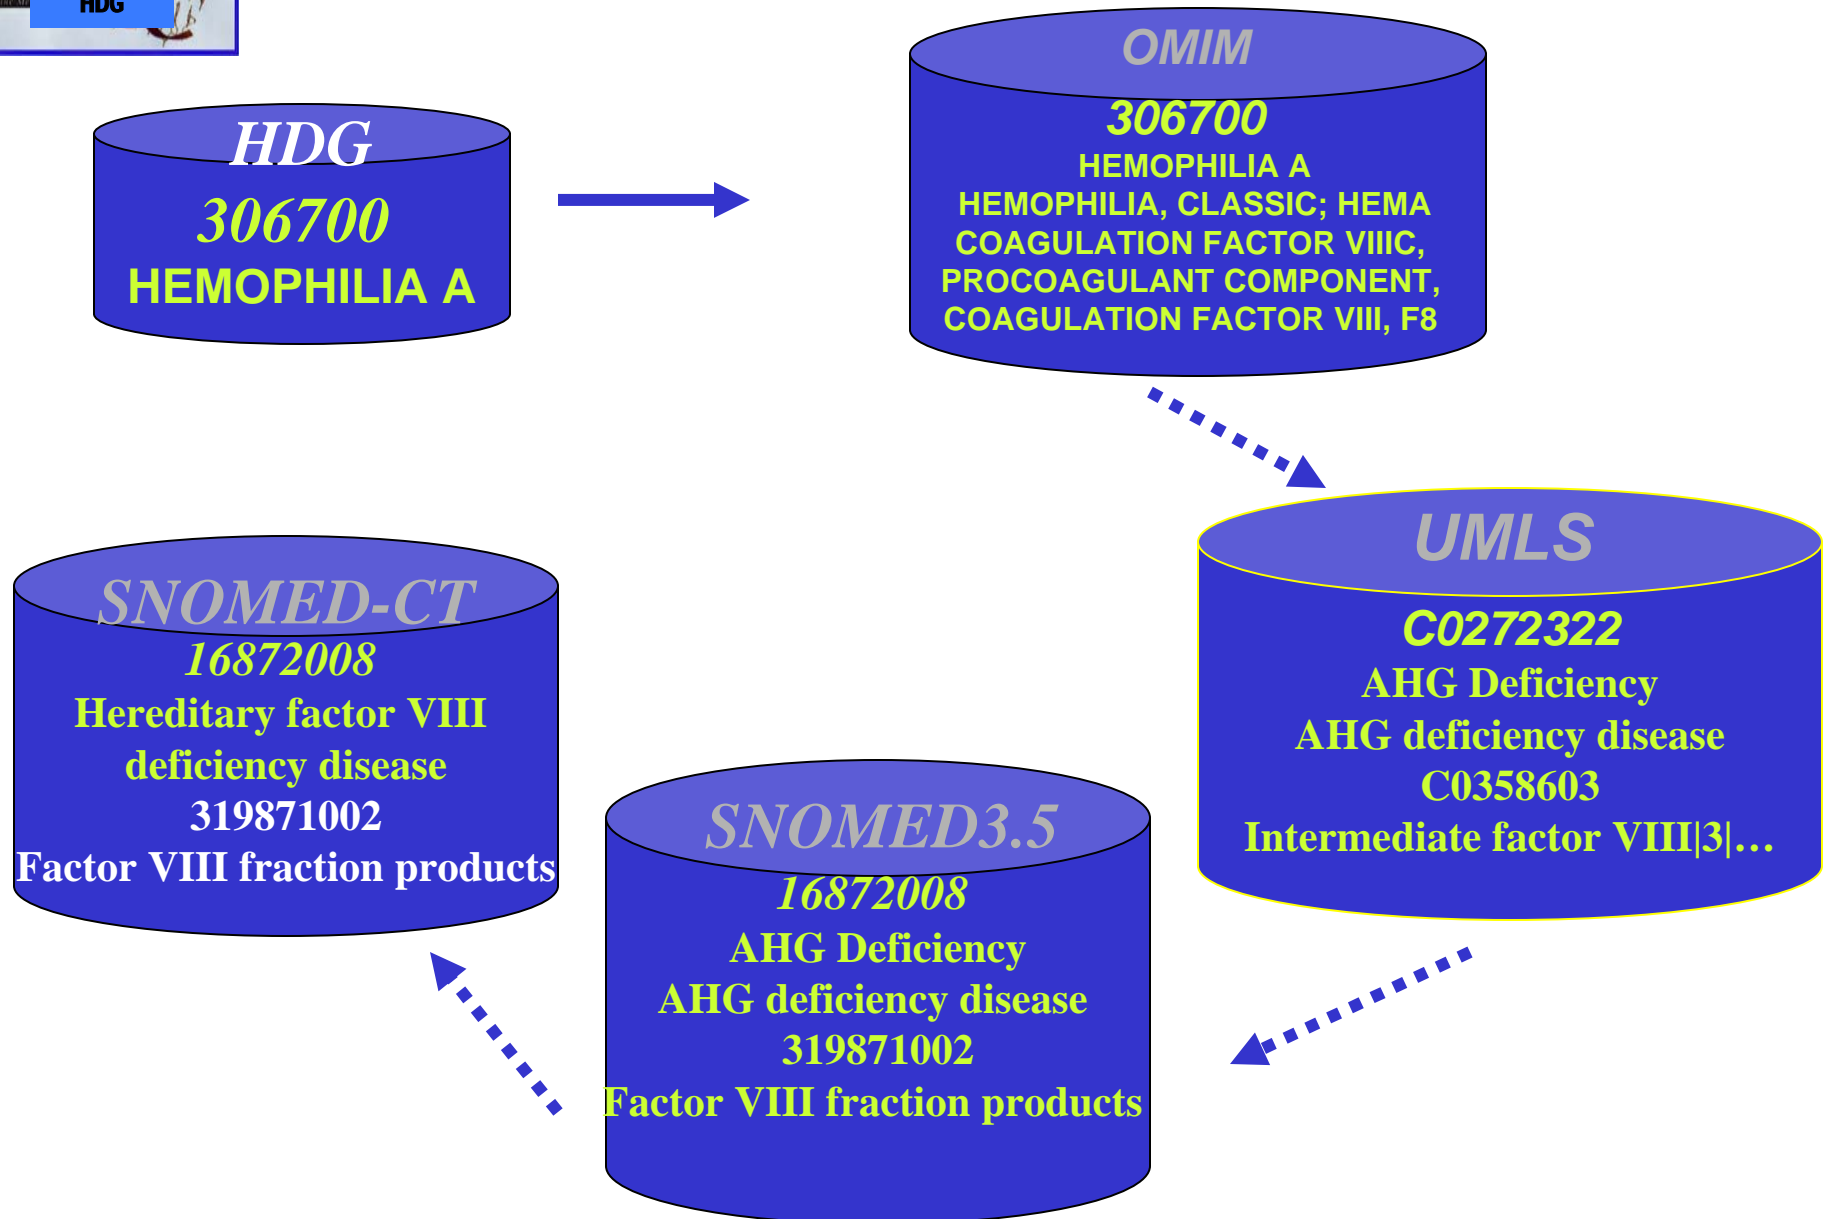 HDG
HDG
306700
HEMOPHILIA A
OMIM
306700
HEMOPHILIA A
HEMOPHILIA, CLASSIC; HEMA
COAGULATION FACTOR VIIIC,
PROCOAGULANT COMPONENT,
COAGULATION FACTOR VIII, F8
UMLS
C0272322
AHG Deficiency
AHG deficiency disease
C0358603
Intermediate factor VIII|3|…
SNOMED3.5
16872008
AHG Deficiency
AHG deficiency disease
319871002
Factor VIII fraction products
SNOMED-CT
16872008
Hereditary factor VIII
deficiency disease
319871002
Factor VIII fraction products